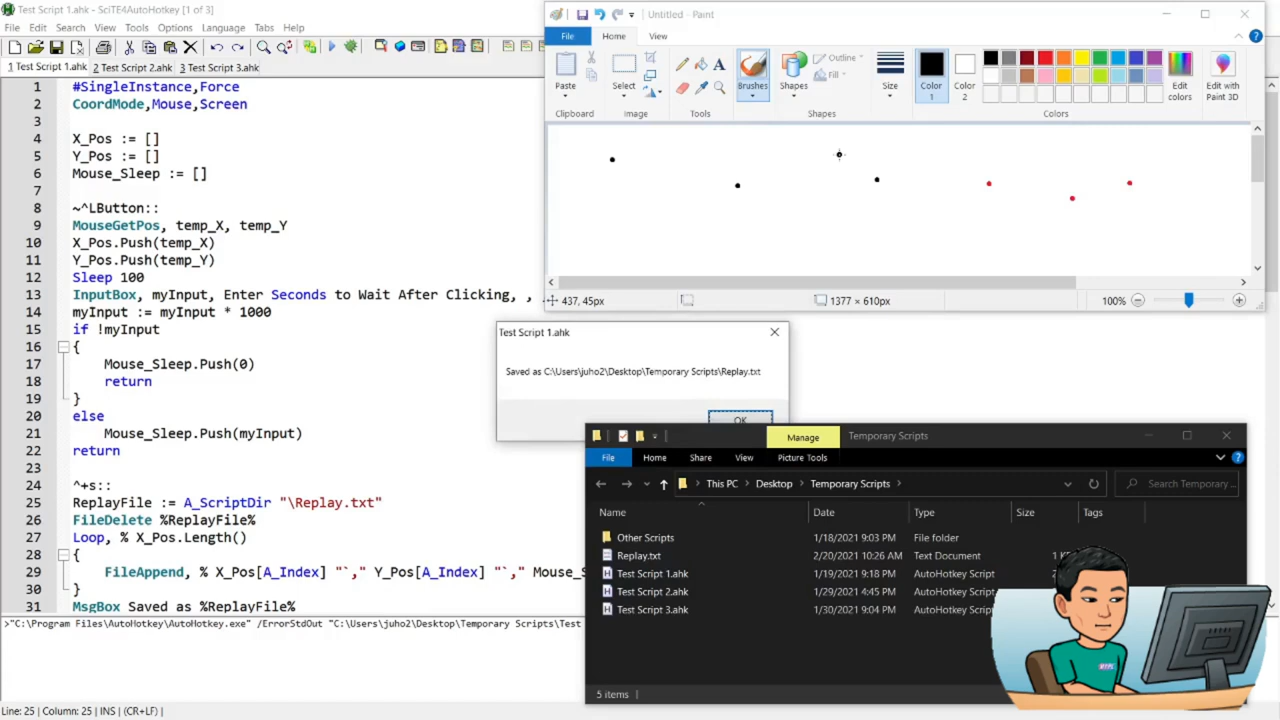 Test Script 1.ahk - SciTE4AutoHotkey [1 of 3]
File Edit Search View Tools Options Language Tabs Help
1 Test Script 1.ahk 2 Test Script 2.ahk 3 Test Script 3.ahk
1 #SingleInstance,Force
2 CoordMode,Mouse,Screen
3
4 X_Pos := []
5 Y_Pos := []
6 Mouse_Sleep := []
7
8 ~^LButton::
9 MouseGetPos, temp_X, temp_Y
10 X_Pos.Push(temp_X)
11 Y_Pos.Push(temp_Y)
12 Sleep 100
13 InputBox, myInput, Enter Seconds to Wait After Clicking, ,
14 myInput := myInput * 1000
15 if !myInput
16 {
17 Mouse_Sleep.Push(0)
18 return
19 }
20 else
21 Mouse_Sleep.Push(myInput)
22 return
23
24 ^+s::
25 ReplayFile := A_ScriptDir "\Replay.txt"
26 FileDelete %ReplayFile%
27 Loop, % X_Pos.Length()
28 {
29 FileAppend, % X_Pos[A_Index] "`," Y_Pos[A_Index] "`," Mouse_S
30 }
31 MsgBox Saved as %ReplayFile%
>"C:\Program Files\AutoHotkey\AutoHotkey.exe" /ErrorStdOut "C:\Users\juho2\Desktop\Temporary Scripts\Test
Line: 25 | Column: 25 | INS | (CR+LF) |
Untitled - Paint
File Home View
Paste Select Brushes Shapes Outline Fill Size Color 1 Color 2 Edit colors Edit with Paint 3D
Clipboard Image Tools Shapes Colors
437, 45px 1377 × 610px 100%
Test Script 1.ahk
Saved as C:\Users\juho2\Desktop\Temporary Scripts\Replay.txt
OK
Manage Temporary Scripts
File Home Share View Picture Tools
This PC Desktop Temporary Scripts Search Temporary ...
Name Date Type Size Tags
Other Scripts 1/18/2021 9:03 PM File folder
Replay.txt 2/20/2021 10:26 AM Text Document 1 K
Test Script 1.ahk 1/19/2021 9:18 PM AutoHotkey Script
Test Script 2.ahk 1/29/2021 4:45 PM AutoHotkey Script
Test Script 3.ahk 1/30/2021 9:04 PM AutoHotkey Script
5 items